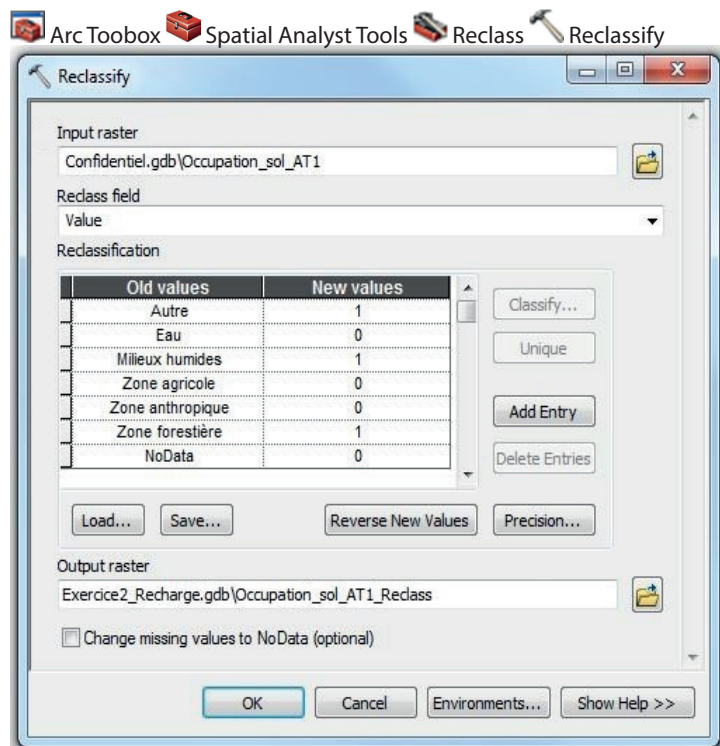 Arc Toobox Spatial Analyst Tools Reclass Reclassify
Reclassify
Input raster
Confidentiel.gdb\Occupation_sol_AT1
Reclass field
Value
Reclassification
Old values New values
Autre 1
Eau 0
Milieux humides 1
Zone agricole 0
Zone anthropique 0
Zone forestière 1
NoData 0
Classify...
Unique
Add Entry
Delete Entries
Load... Save... Reverse New Values Precision...
Output raster
Exercice2_Recharge.gdb\Occupation_sol_AT1_Reclass
Change missing values to NoData (optional)
OK Cancel Environments... Show Help >>